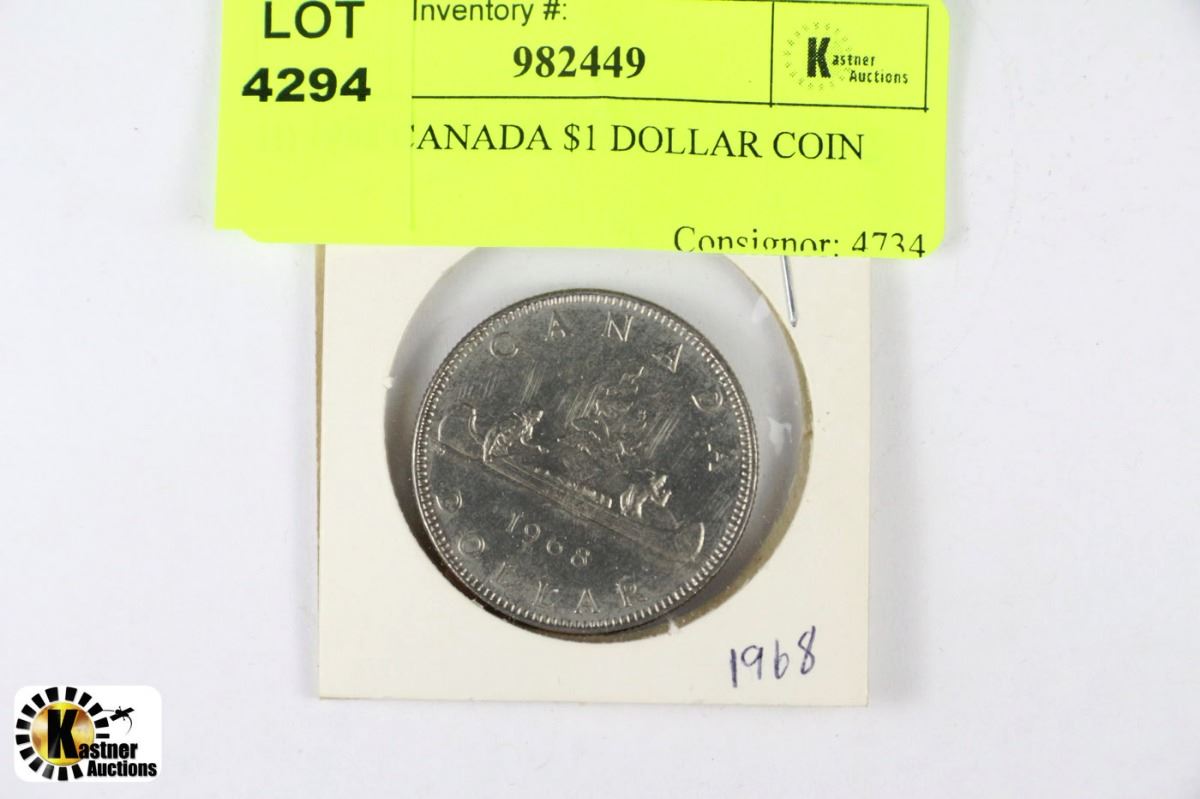 LOT
4294
Inventory #:
982449
Kastner
Auctions
CANADA $1 DOLLAR COIN
Consignor: 4734
CANADA
1968
DOLLAR
1968
Kastner
Auctions